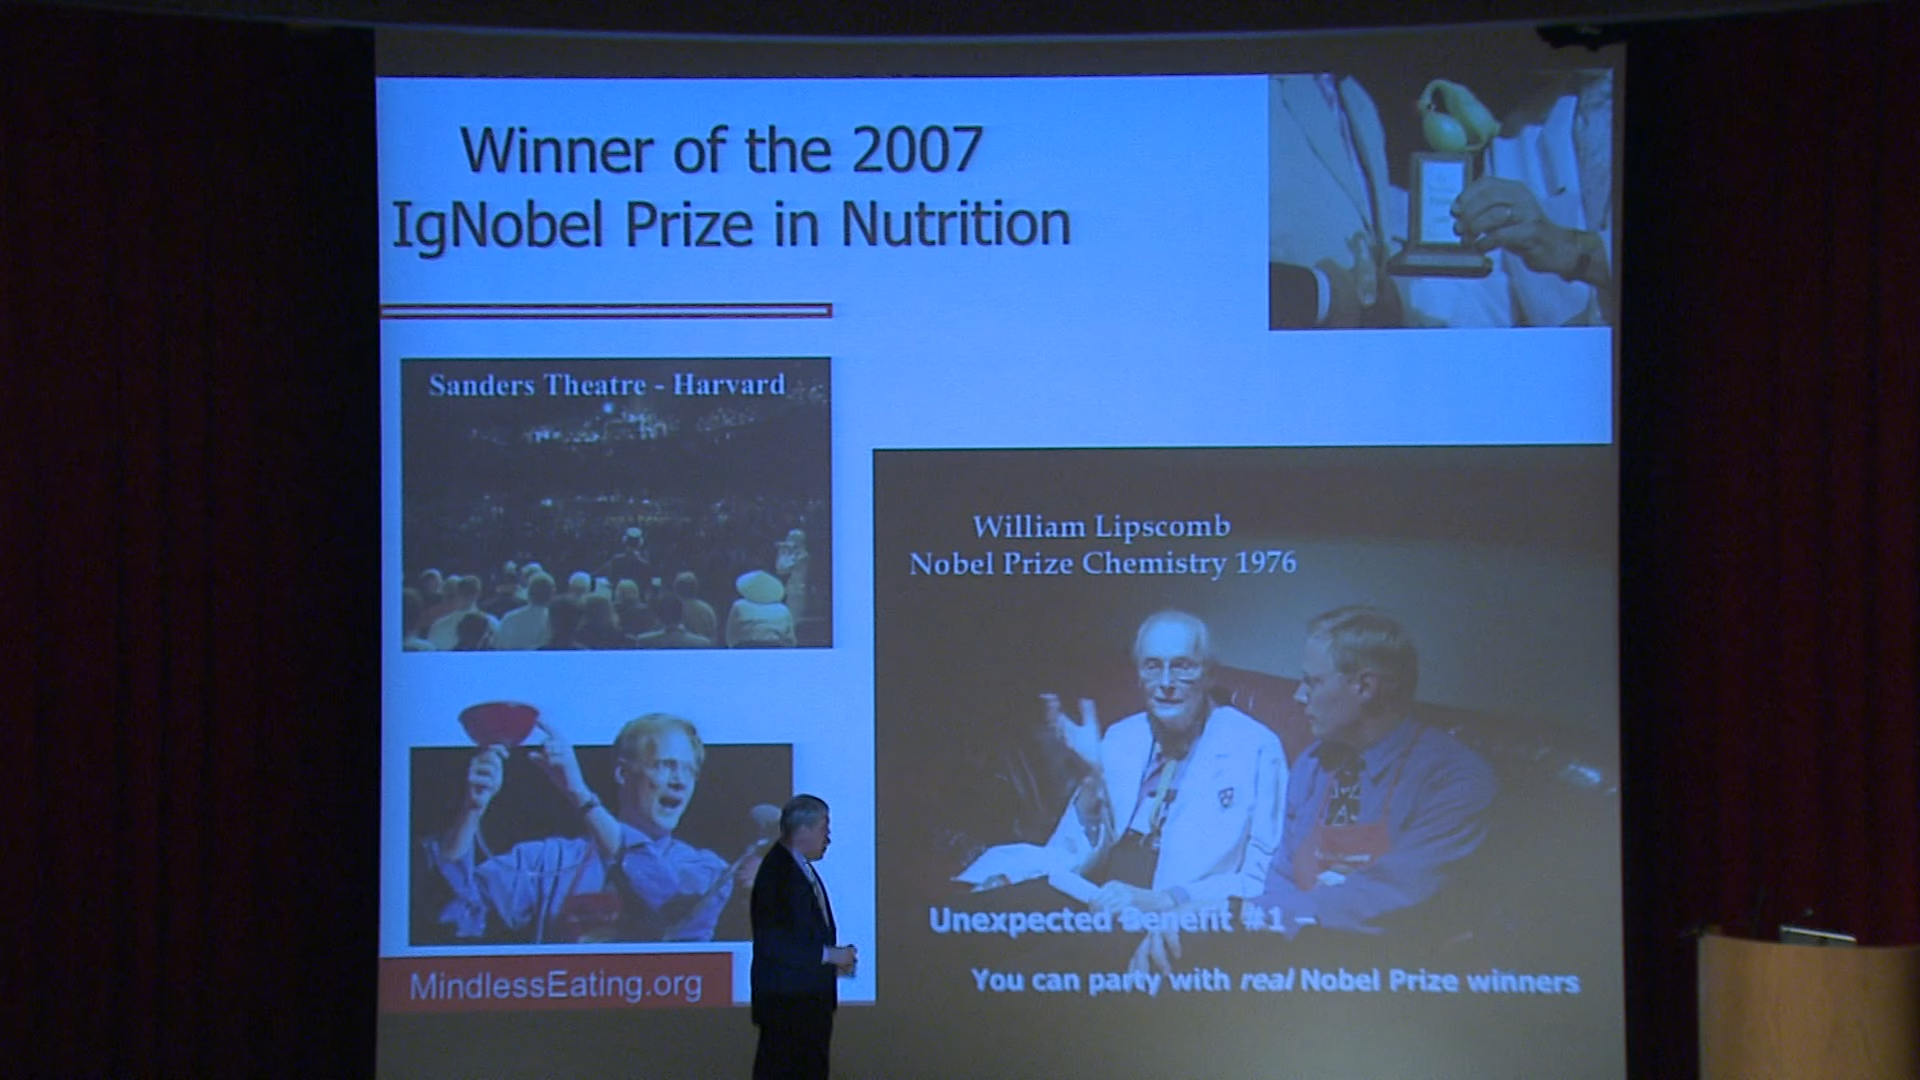 Winner of the 2007
IgNobel Prize in Nutrition
Sanders Theatre - Harvard
William Lipscomb
Nobel Prize Chemistry 1976
Unexpected Benefit #1 –
You can party with real Nobel Prize winners
MindlessEating.org